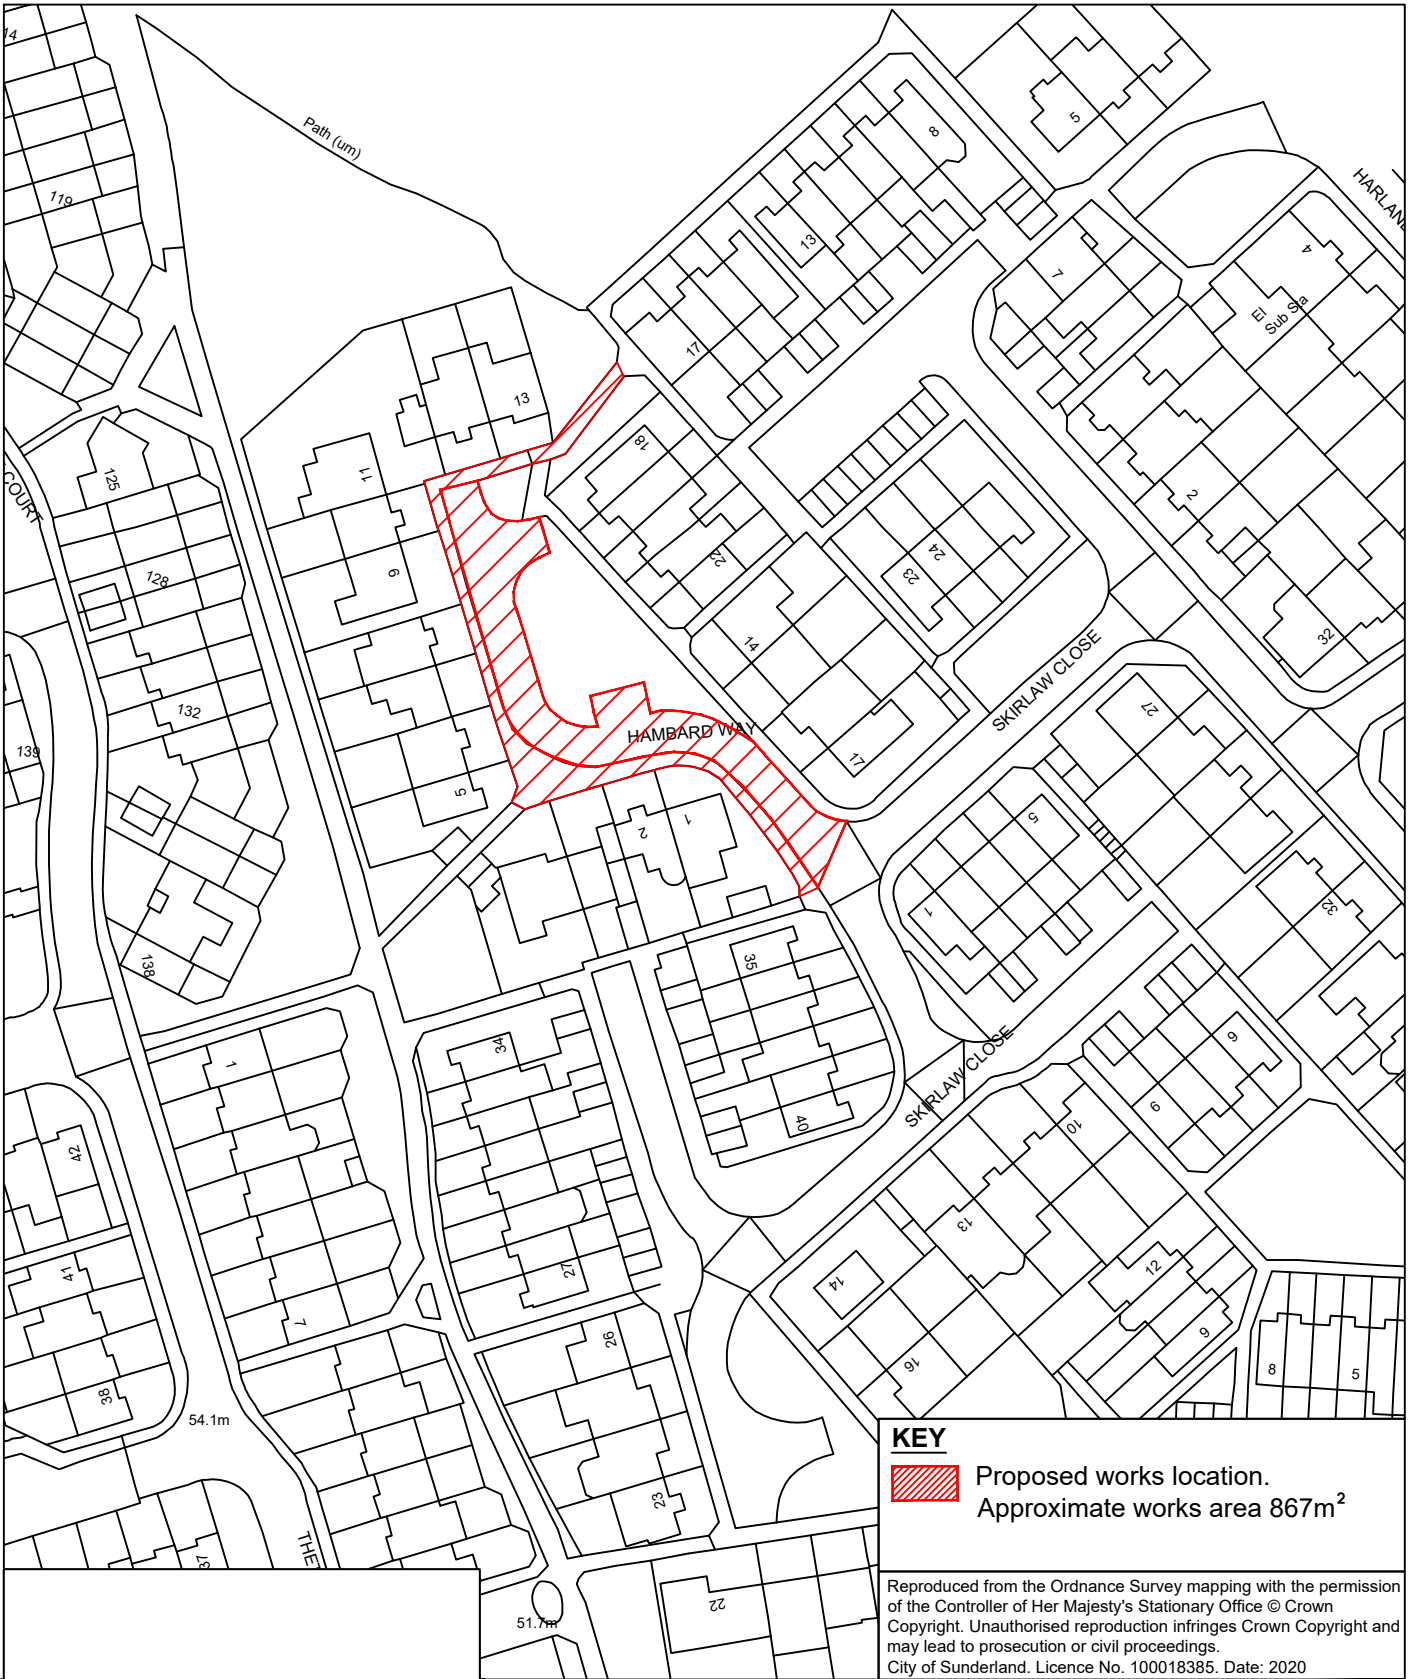 14
Path (um)
8
5
HARLAN
119
13
7
4
El
Sub Sta
17
13
18
11
125
COURT
2
128
9
22
24
23
32
14
SKIRLAW CLOSE
132
27
139
HAMBARD WAY
17
5
5
2
1
32
1
138
35
34
SKIRLAW CLOSE
9
1
6
10
40
42
13
27
12
41
14
7
26
16
9
8
5
38
54.1m
23
37
THE
22
51.7m
KEY
Proposed works location.
Approximate works area 867m²
Reproduced from the Ordnance Survey mapping with the permission
of the Controller of Her Majesty's Stationary Office © Crown
Copyright. Unauthorised reproduction infringes Crown Copyright and
may lead to prosecution or civil proceedings.
City of Sunderland. Licence No. 100018385. Date: 2020